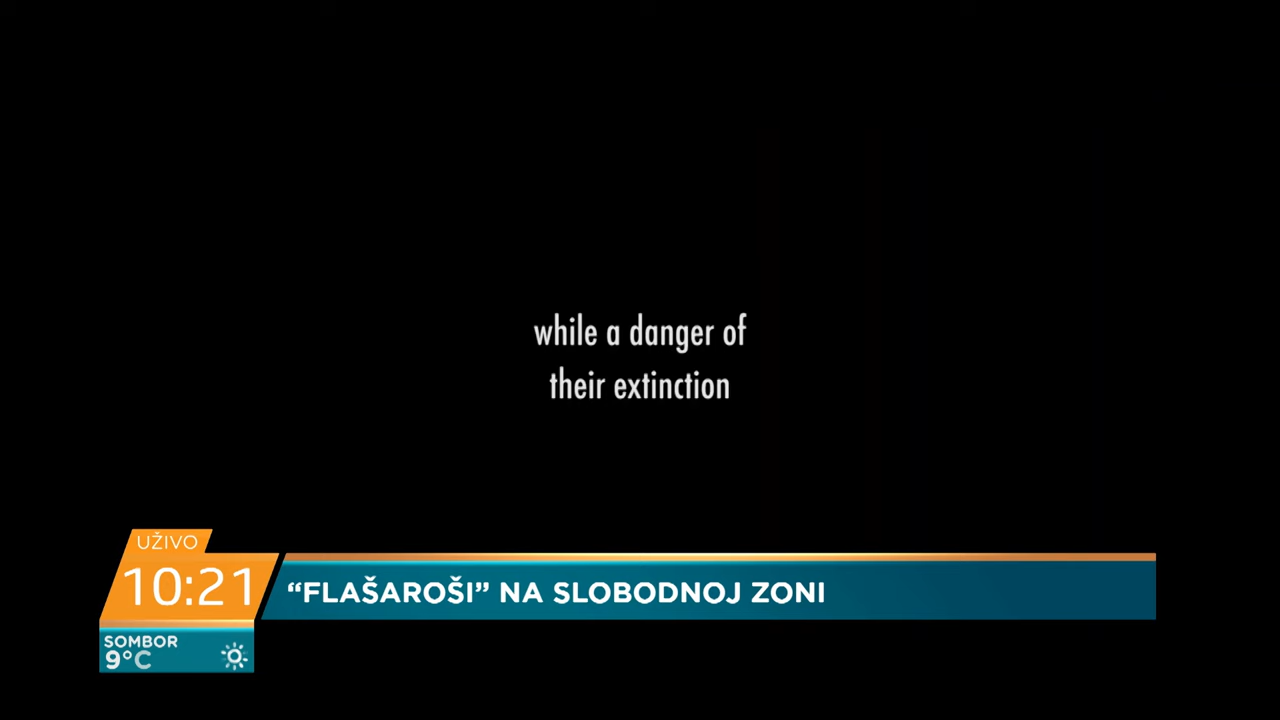 while a danger of
their extinction
UŽIVO
10:21
“FLAŠAROŠI” NA SLOBODNOJ ZONI
SOMBOR
9°C